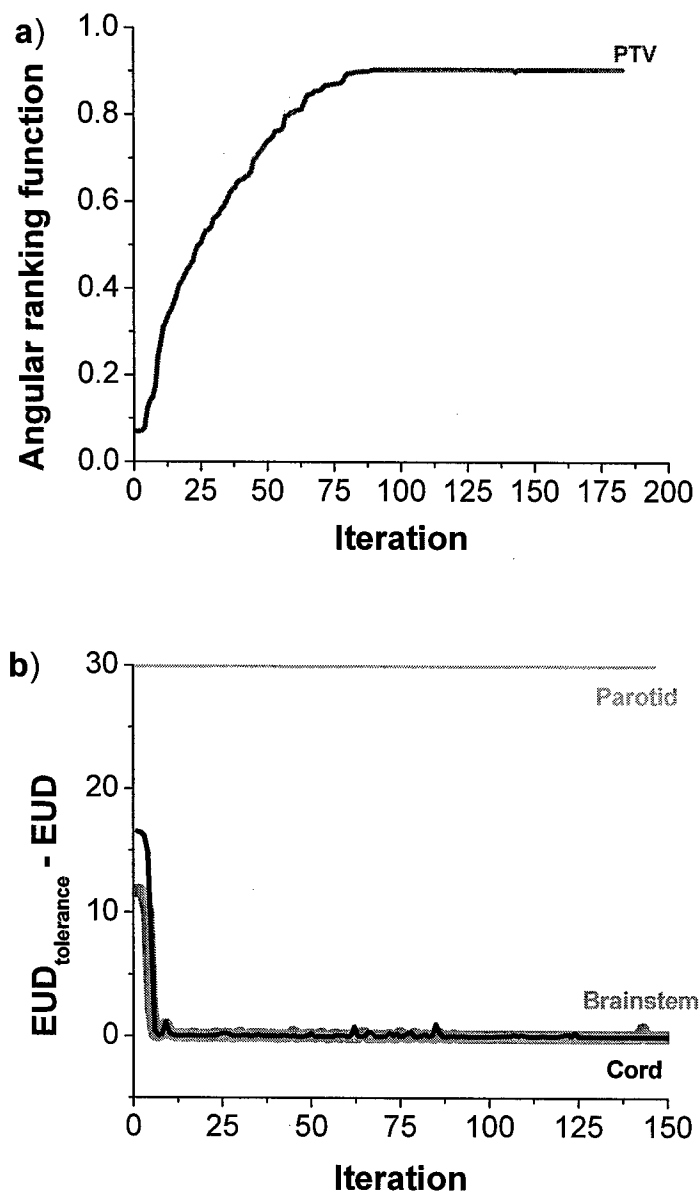 a)
Angular ranking function
1.0
0.8
0.6
0.4
0.2
0.0
PTV
0 25 50 75 100 125 150 175 200
Iteration
b)
EUD tolerance - EUD
30
20
10
0
Parotid
Brainstem
Cord
0 25 50 75 100 125 150
Iteration